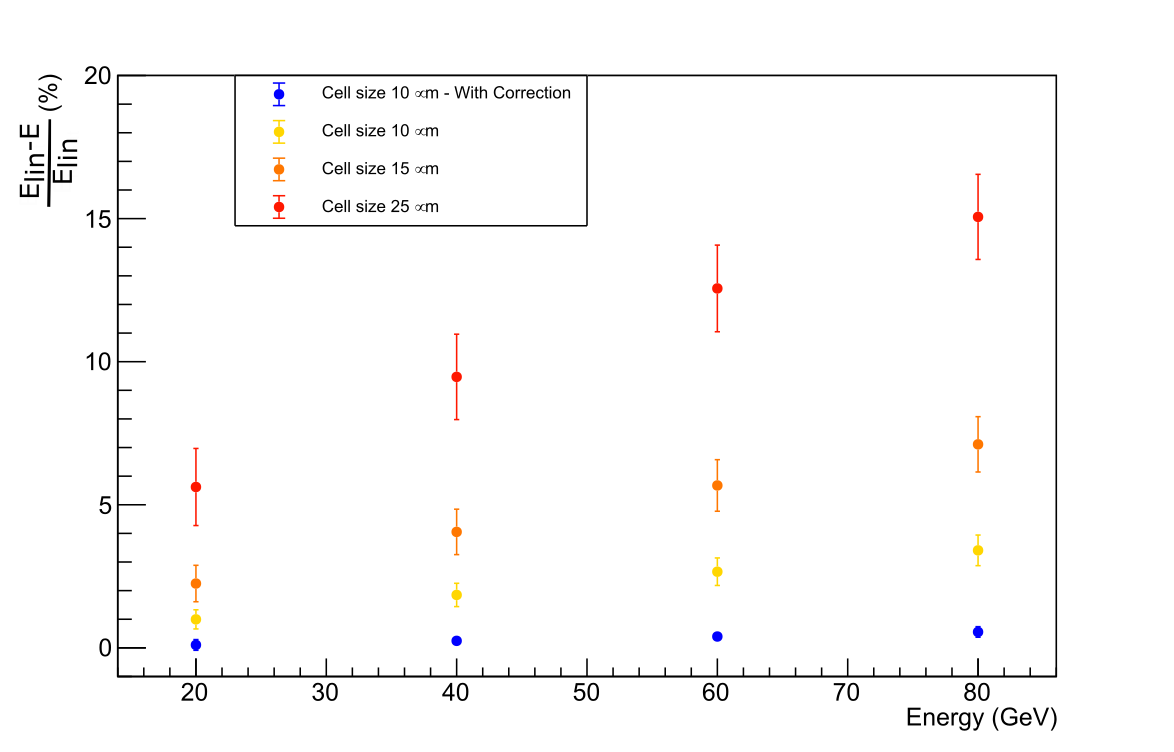 20
Elin-E
Elin
(%)
Cell size 10 ∝m - With Correction
Cell size 10 ∝m
Cell size 15 ∝m
Cell size 25 ∝m
15
10
5
0
20 30 40 50 60 70 80
Energy (GeV)